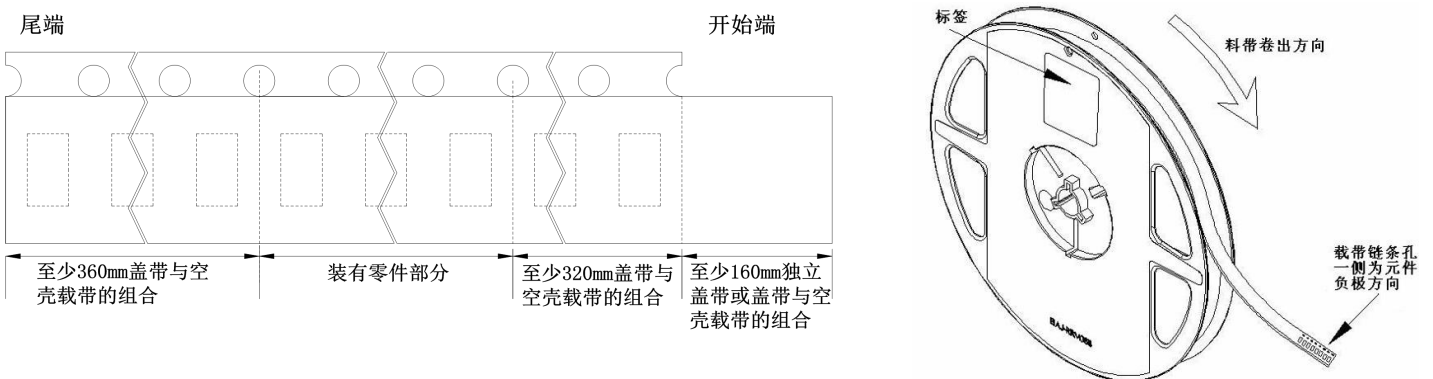 尾端
开始端
至少360mm盖带与空
壳载带的组合
装有零件部分
至少320mm盖带与
空壳载带的组合
至少160mm独立
盖带或盖带与空
壳载带的组合
标签
料带卷出方向
载带链条孔
一侧为元件
负极方向